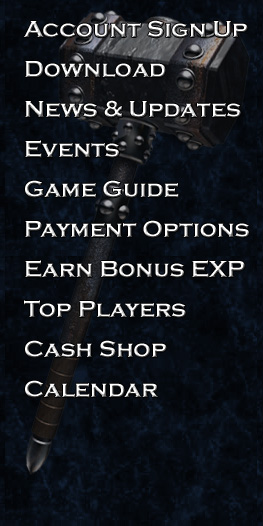 Account Sign Up
Download
News & Updates
Events
Game Guide
Payment Options
Earn Bonus EXP
Top Players
Cash Shop
Calendar